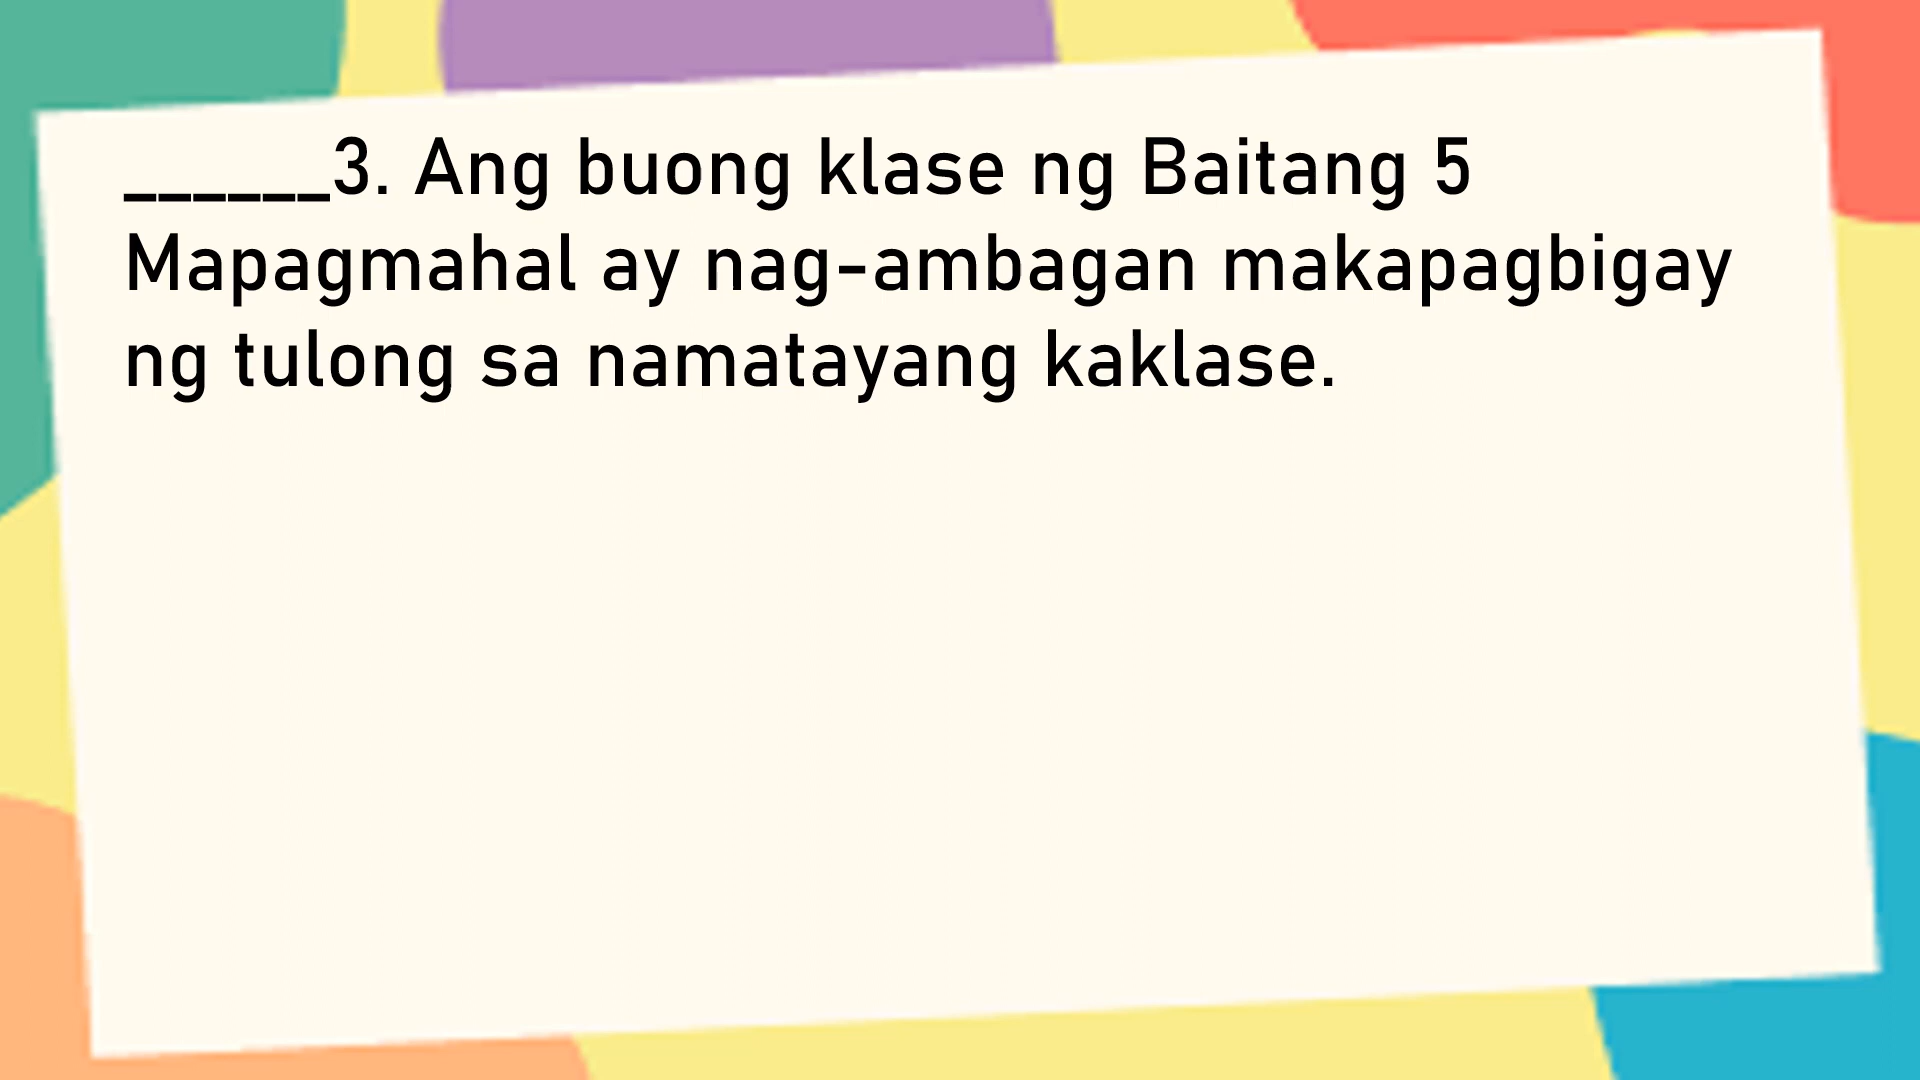 ______3. Ang buong klase ng Baitang 5
Mapagmahal ay nag-ambagan makapagbigay
ng tulong sa namatayang kaklase.